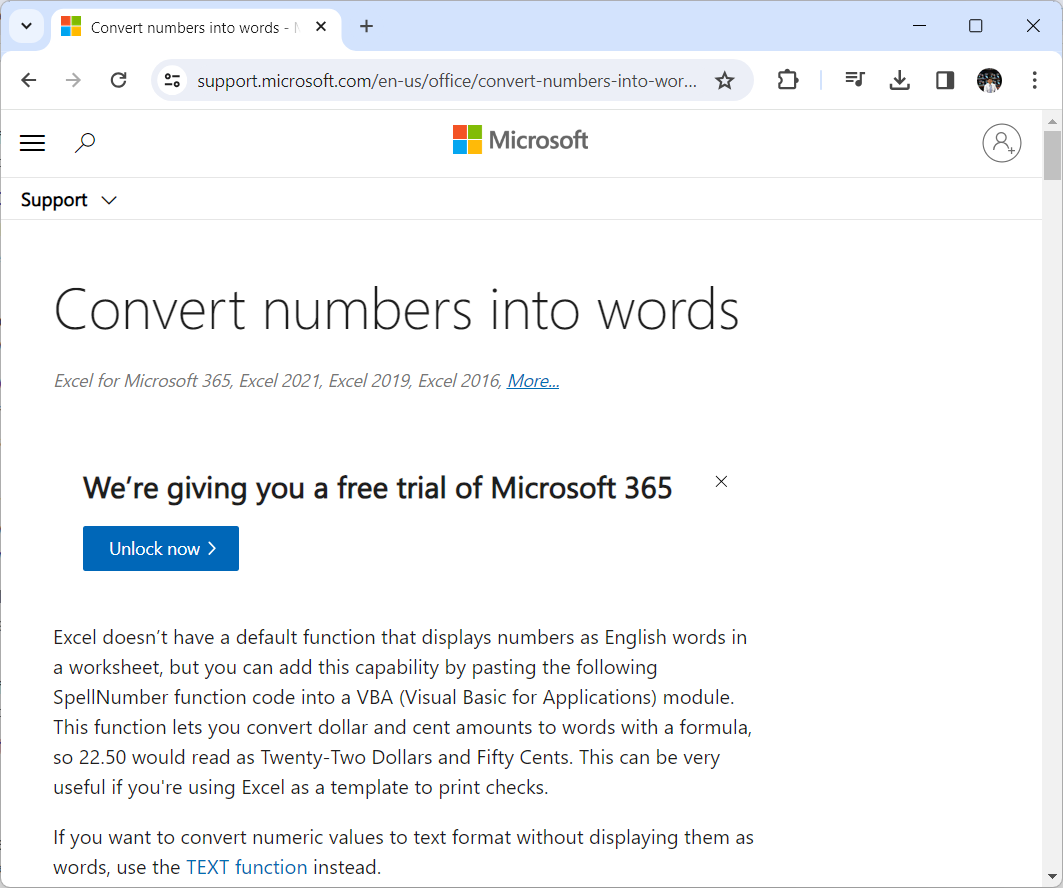 Convert numbers into words -
support.microsoft.com/en-us/office/convert-numbers-into-wor...
Microsoft
Support
Convert numbers into words
Excel for Microsoft 365, Excel 2021, Excel 2019, Excel 2016, More...
We’re giving you a free trial of Microsoft 365
Unlock now
Excel doesn’t have a default function that displays numbers as English words in
a worksheet, but you can add this capability by pasting the following
SpellNumber function code into a VBA (Visual Basic for Applications) module.
This function lets you convert dollar and cent amounts to words with a formula,
so 22.50 would read as Twenty-Two Dollars and Fifty Cents. This can be very
useful if you're using Excel as a template to print checks.
If you want to convert numeric values to text format without displaying them as
words, use the TEXT function instead.